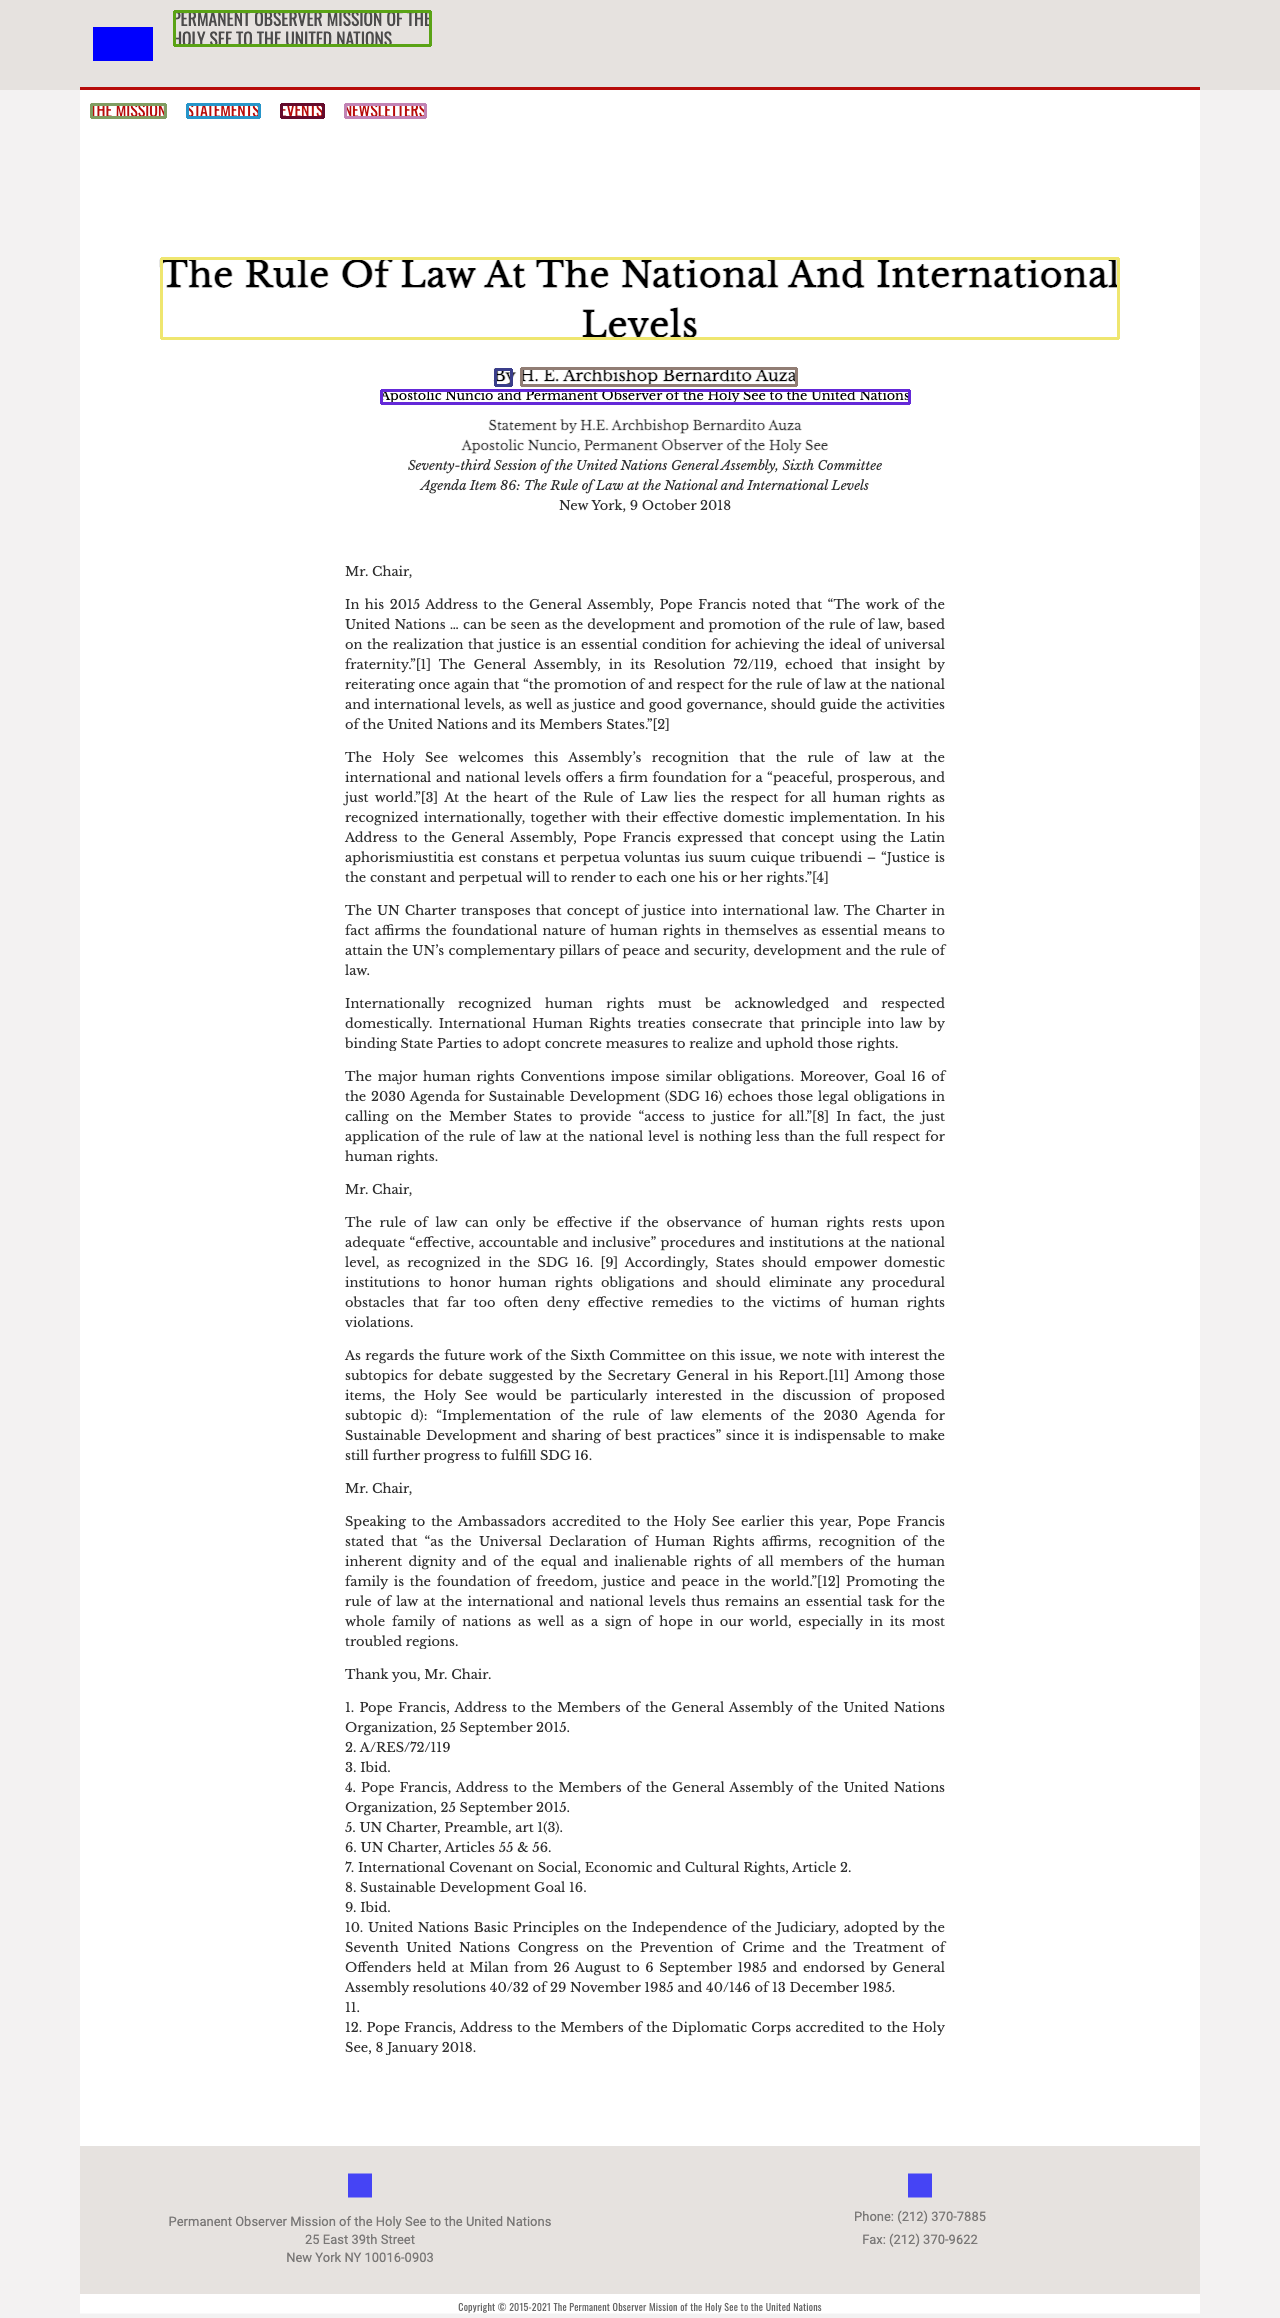 PERMANENT OBSERVER MISSION OF THE
HOLY SEE TO THE UNITED NATIONS
THE MISSION STATEMENTS EVENTS NEWSLETTERS
The Rule Of Law At The National And International
Levels
By H. E. Archbishop Bernardito Auza
Apostolic Nuncio and Permanent Observer of the Holy See to the United Nations
Statement by H.E. Archbishop Bernardito Auza
Apostolic Nuncio, Permanent Observer of the Holy See
Seventy-third Session of the United Nations General Assembly, Sixth Committee
Agenda Item 86: The Rule of Law at the National and International Levels
New York, 9 October 2018
Mr. Chair,
In his 2015 Address to the General Assembly, Pope Francis noted that “The work of the
United Nations … can be seen as the development and promotion of the rule of law, based
on the realization that justice is an essential condition for achieving the ideal of universal
fraternity.”[1] The General Assembly, in its Resolution 72/119, echoed that insight by
reiterating once again that “the promotion of and respect for the rule of law at the national
and international levels, as well as justice and good governance, should guide the activities
of the United Nations and its Members States.”[2]
The Holy See welcomes this Assembly’s recognition that the rule of law at the
international and national levels offers a firm foundation for a “peaceful, prosperous, and
just world.”[3] At the heart of the Rule of Law lies the respect for all human rights as
recognized internationally, together with their effective domestic implementation. In his
Address to the General Assembly, Pope Francis expressed that concept using the Latin
aphorismiustitia est constans et perpetua voluntas ius suum cuique tribuendi – “Justice is
the constant and perpetual will to render to each one his or her rights.”[4]
The UN Charter transposes that concept of justice into international law. The Charter in
fact affirms the foundational nature of human rights in themselves as essential means to
attain the UN’s complementary pillars of peace and security, development and the rule of
law.
Internationally recognized human rights must be acknowledged and respected
domestically. International Human Rights treaties consecrate that principle into law by
binding State Parties to adopt concrete measures to realize and uphold those rights.
The major human rights Conventions impose similar obligations. Moreover, Goal 16 of
the 2030 Agenda for Sustainable Development (SDG 16) echoes those legal obligations in
calling on the Member States to provide “access to justice for all.”[8] In fact, the just
application of the rule of law at the national level is nothing less than the full respect for
human rights.
Mr. Chair,
The rule of law can only be effective if the observance of human rights rests upon
adequate “effective, accountable and inclusive” procedures and institutions at the national
level, as recognized in the SDG 16. [9] Accordingly, States should empower domestic
institutions to honor human rights obligations and should eliminate any procedural
obstacles that far too often deny effective remedies to the victims of human rights
violations.
As regards the future work of the Sixth Committee on this issue, we note with interest the
subtopics for debate suggested by the Secretary General in his Report.[11] Among those
items, the Holy See would be particularly interested in the discussion of proposed
subtopic d): “Implementation of the rule of law elements of the 2030 Agenda for
Sustainable Development and sharing of best practices” since it is indispensable to make
still further progress to fulfill SDG 16.
Mr. Chair,
Speaking to the Ambassadors accredited to the Holy See earlier this year, Pope Francis
stated that “as the Universal Declaration of Human Rights affirms, recognition of the
inherent dignity and of the equal and inalienable rights of all members of the human
family is the foundation of freedom, justice and peace in the world.”[12] Promoting the
rule of law at the international and national levels thus remains an essential task for the
whole family of nations as well as a sign of hope in our world, especially in its most
troubled regions.
Thank you, Mr. Chair.
1. Pope Francis, Address to the Members of the General Assembly of the United Nations
Organization, 25 September 2015.
2. A/RES/72/119
3. Ibid.
4. Pope Francis, Address to the Members of the General Assembly of the United Nations
Organization, 25 September 2015.
5. UN Charter, Preamble, art 1(3).
6. UN Charter, Articles 55 & 56.
7. International Covenant on Social, Economic and Cultural Rights, Article 2.
8. Sustainable Development Goal 16.
9. Ibid.
10. United Nations Basic Principles on the Independence of the Judiciary, adopted by the
Seventh United Nations Congress on the Prevention of Crime and the Treatment of
Offenders held at Milan from 26 August to 6 September 1985 and endorsed by General
Assembly resolutions 40/32 of 29 November 1985 and 40/146 of 13 December 1985.
11.
12. Pope Francis, Address to the Members of the Diplomatic Corps accredited to the Holy
See, 8 January 2018.
Permanent Observer Mission of the Holy See to the United Nations
25 East 39th Street
New York NY 10016-0903
Phone: (212) 370-7885
Fax: (212) 370-9622
Copyright © 2015-2021 The Permanent Observer Mission of the Holy See to the United Nations